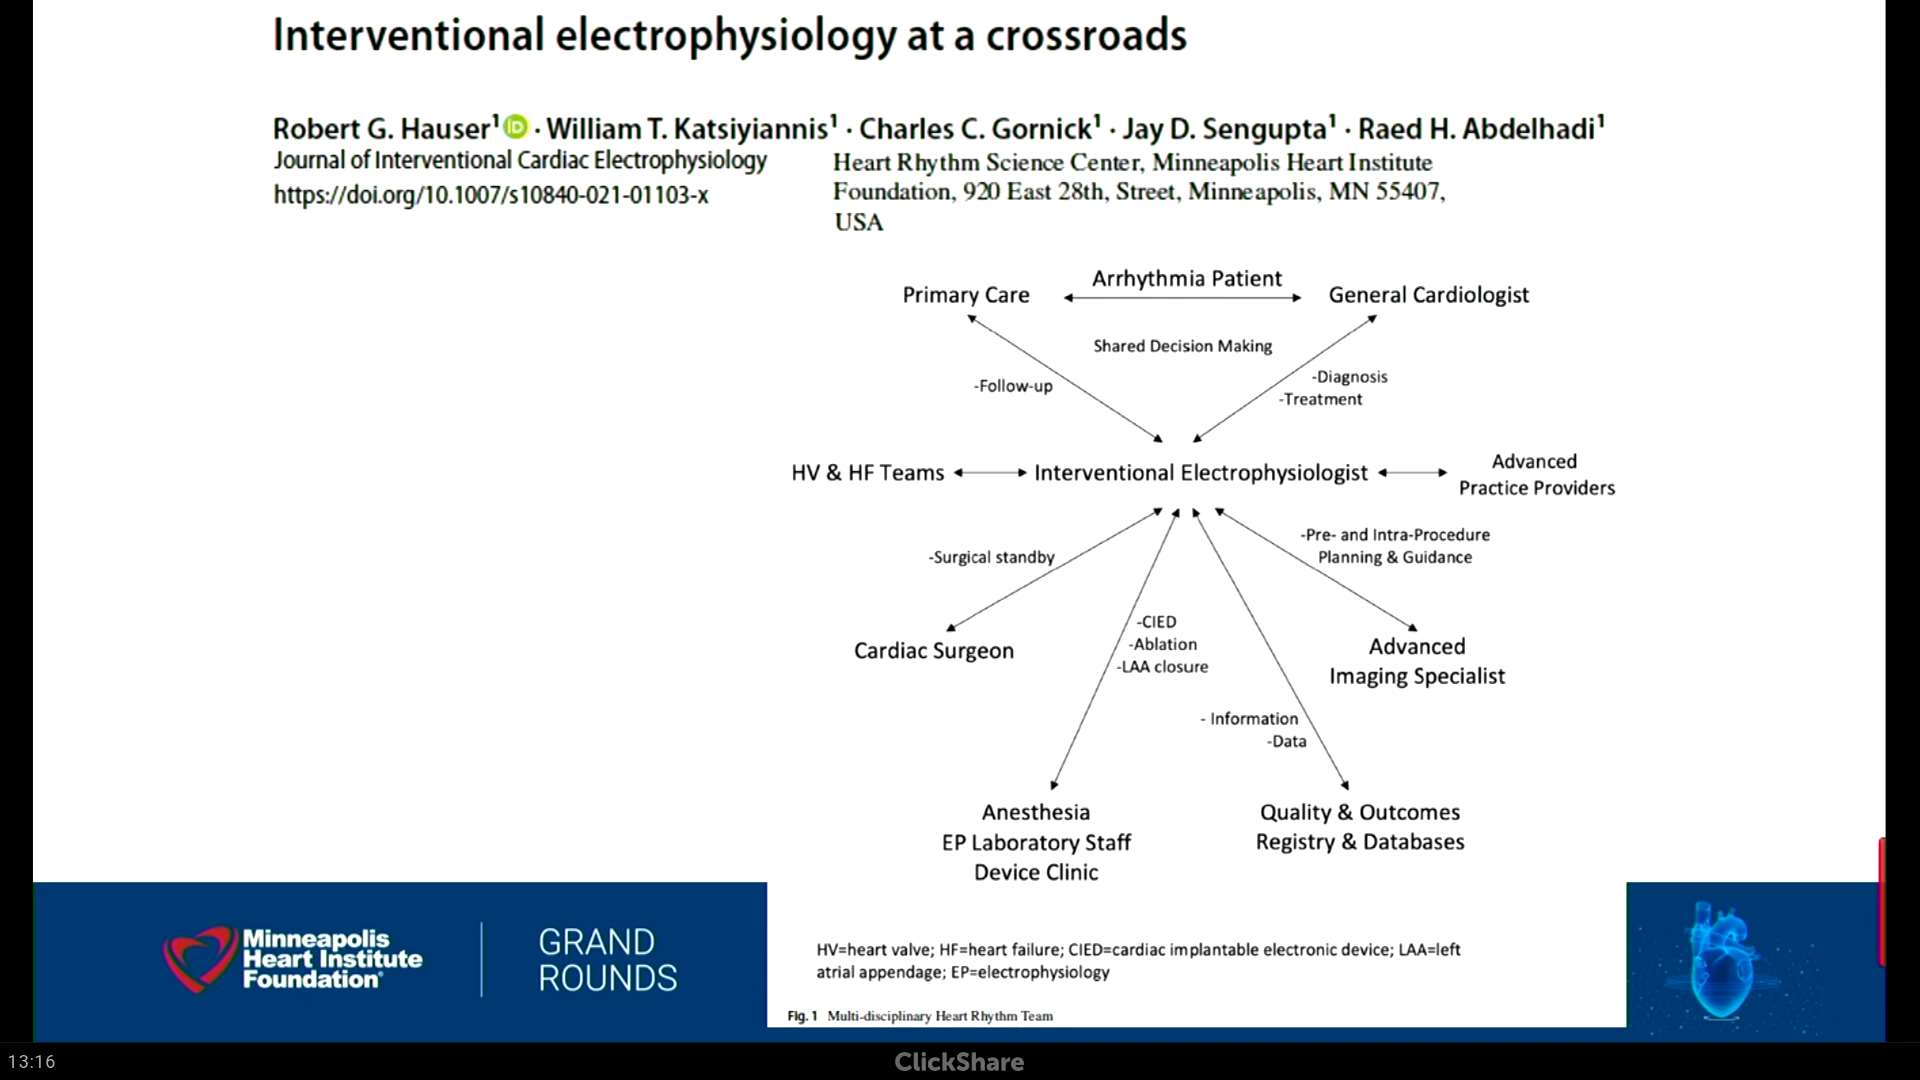 Interventional electrophysiology at a crossroads
Robert G. Hauser¹ iD · William T. Katsiyiannis¹ · Charles C. Gornick¹ · Jay D. Sengupta¹ · Raed H. Abdelhadi¹
Journal of Interventional Cardiac Electrophysiology
https://doi.org/10.1007/s10840-021-01103-x
Heart Rhythm Science Center, Minneapolis Heart Institute
Foundation, 920 East 28th, Street, Minneapolis, MN 55407,
USA
Arrhythmia Patient
Primary Care
General Cardiologist
Shared Decision Making
-Follow-up
-Diagnosis
-Treatment
HV & HF Teams
Interventional Electrophysiologist
Advanced
Practice Providers
-Surgical standby
-Pre- and Intra-Procedure
Planning & Guidance
Cardiac Surgeon
-CIED
-Ablation
-LAA closure
Advanced
Imaging Specialist
- Information
-Data
Anesthesia
EP Laboratory Staff
Device Clinic
Quality & Outcomes
Registry & Databases
HV=heart valve; HF=heart failure; CIED=cardiac implantable electronic device; LAA=left
atrial appendage; EP=electrophysiology
Fig. 1 Multi-disciplinary Heart Rhythm Team
Minneapolis
Heart Institute
Foundation®
GRAND
ROUNDS
13:16
ClickShare